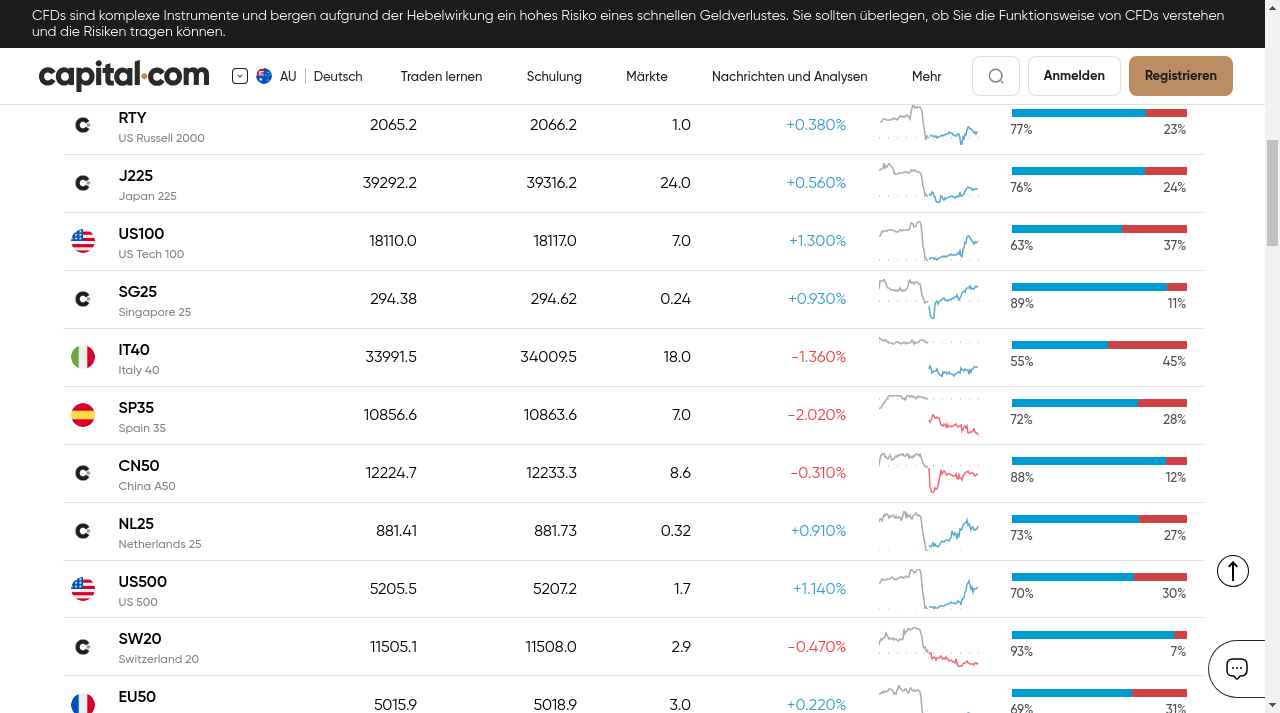 CFDs sind komplexe Instrumente und bergen aufgrund der Hebelwirkung ein hohes Risiko eines schnellen Geldverlustes. Sie sollten überlegen, ob Sie die Funktionsweise von CFDs verstehen
und die Risiken tragen können.
capital.com AU Deutsch Traden lernen Schulung Märkte Nachrichten und Analysen Mehr Anmelden Registrieren
RTY 2065.2 2066.2 1.0 +0.380% 77% 23%
US Russell 2000
J225 39292.2 39316.2 24.0 +0.560% 76% 24%
Japan 225
US100 18110.0 18117.0 7.0 +1.300% 63% 37%
US Tech 100
SG25 294.38 294.62 0.24 +0.930% 89% 11%
Singapore 25
IT40 33991.5 34009.5 18.0 -1.360% 55% 45%
Italy 40
SP35 10856.6 10863.6 7.0 -2.020% 72% 28%
Spain 35
CN50 12224.7 12233.3 8.6 -0.310% 88% 12%
China A50
NL25 881.41 881.73 0.32 +0.910% 73% 27%
Netherlands 25
US500 5205.5 5207.2 1.7 +1.140% 70% 30%
US 500
SW20 11505.1 11508.0 2.9 -0.470% 93% 7%
Switzerland 20
EU50 5015.9 5018.9 3.0 +0.220% 69% 31%